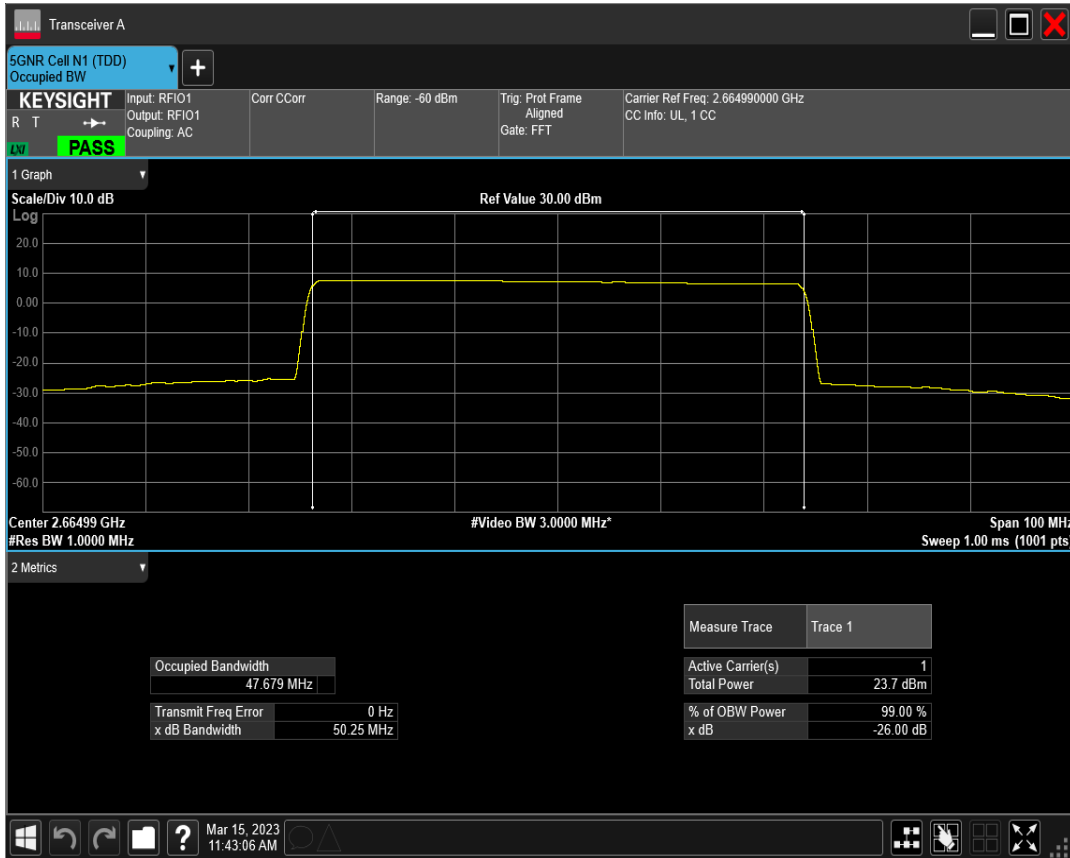 Transceiver A
5GNR Cell N1 (TDD)
Occupied BW
+
KEYSIGHT
R T
LXI
PASS
Input: RFIO1
Output: RFIO1
Coupling: AC
Corr CCorr
Range: -60 dBm
Trig: Prot Frame
Aligned
Gate: FFT
Carrier Ref Freq: 2.664990000 GHz
CC Info: UL, 1 CC
1 Graph
Scale/Div 10.0 dB
Ref Value 30.00 dBm
Log
20.0
10.0
0.00
-10.0
-20.0
-30.0
-40.0
-50.0
-60.0
Center 2.66499 GHz
#Video BW 3.0000 MHz*
Span 100 MHz
#Res BW 1.0000 MHz
Sweep 1.00 ms (1001 pts)
2 Metrics
Measure Trace Trace 1
Occupied Bandwidth
47.679 MHz
Active Carrier(s) 1
Total Power 23.7 dBm
Transmit Freq Error 0 Hz
x dB Bandwidth 50.25 MHz
% of OBW Power 99.00 %
x dB -26.00 dB
?
Mar 15, 2023
11:43:06 AM